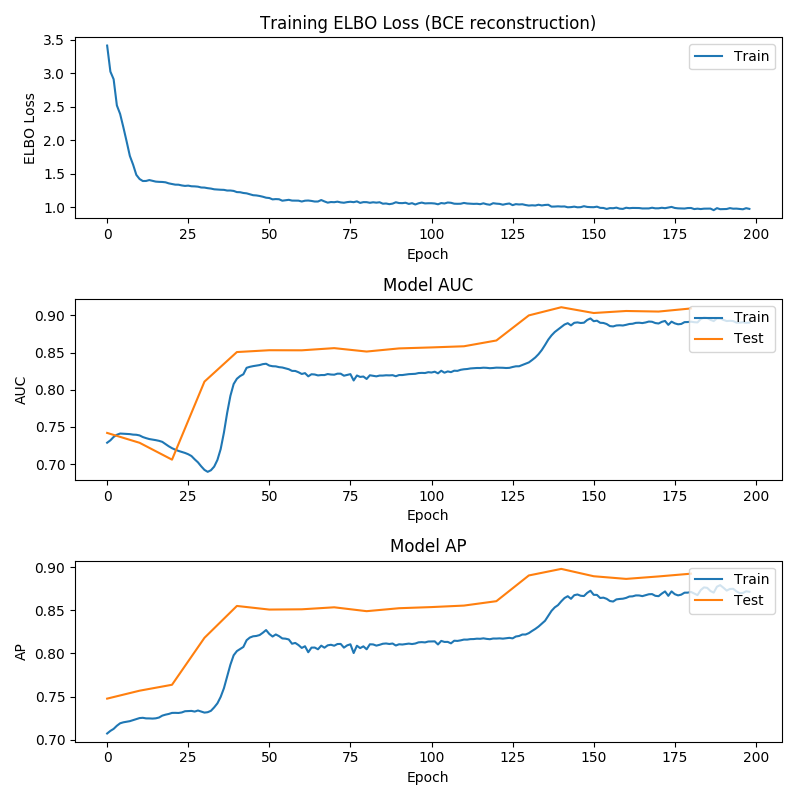 Training ELBO Loss (BCE reconstruction)
3.5
3.0
2.5
2.0
1.5
1.0
ELBO Loss
Train
0 25 50 75 100 125 150 175 200
Epoch
Model AUC
0.90
0.85
0.80
0.75
0.70
AUC
Train
Test
0 25 50 75 100 125 150 175 200
Epoch
Model AP
0.90
0.85
0.80
0.75
0.70
AP
Train
Test
0 25 50 75 100 125 150 175 200
Epoch